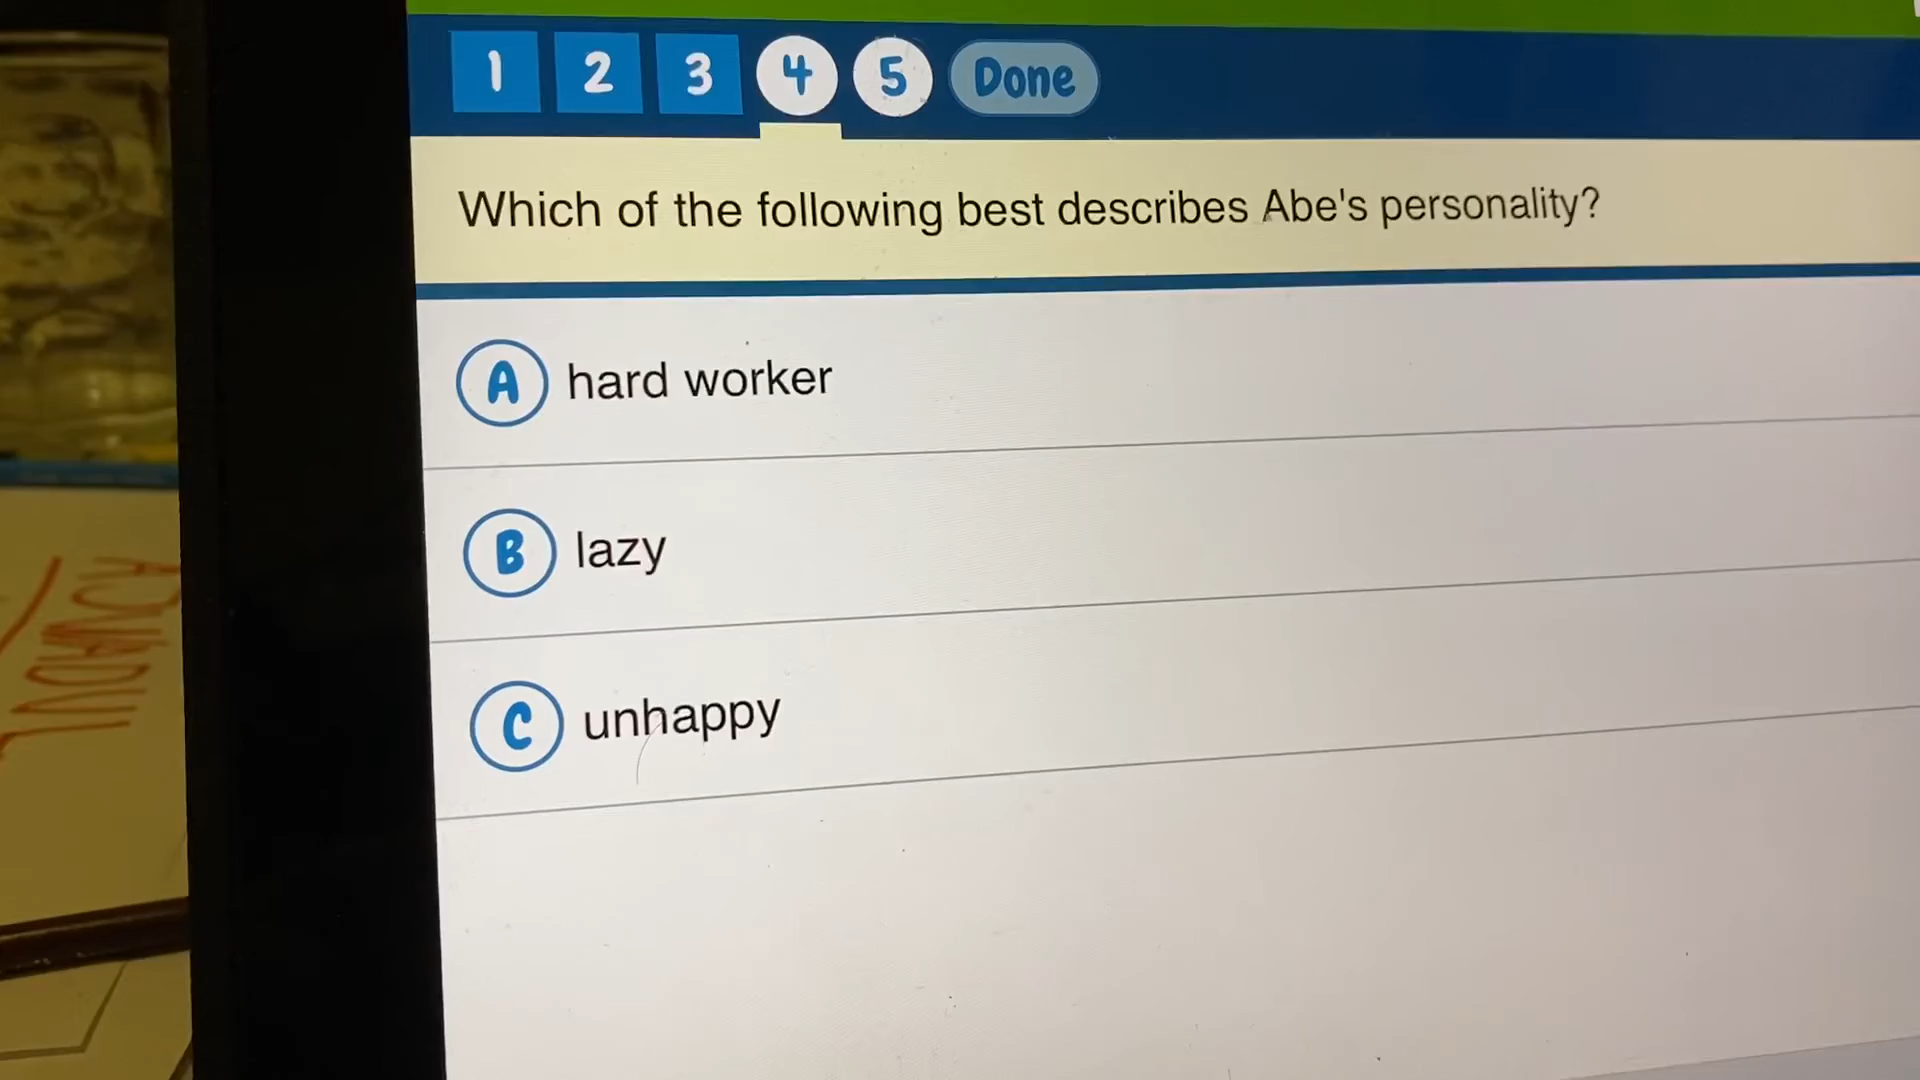 1 2 3 4 5 Done
Which of the following best describes Abe's personality?
A hard worker
B lazy
C unhappy